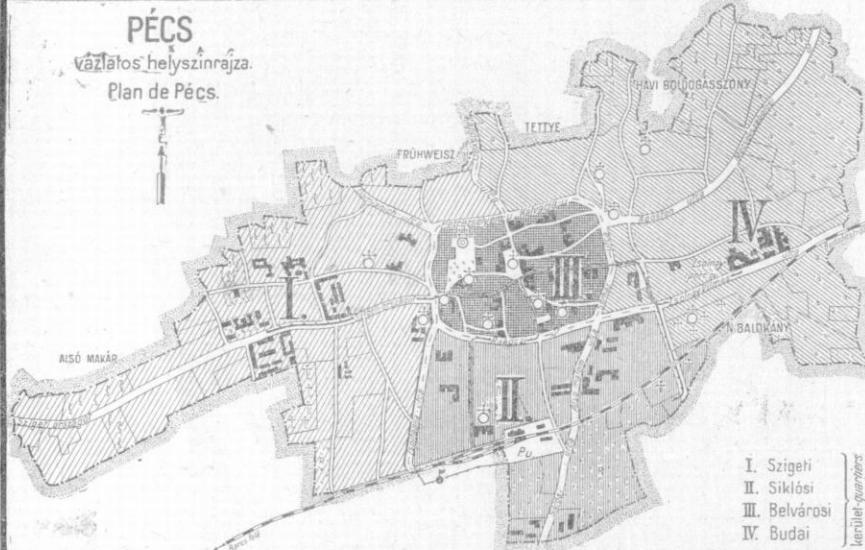 PÉCS
vázlatos helyszínrajza.
Plan de Pécs.
HAVI BOLDOGASSZONY
TETTYE
FRÜHWEISZ
IV
III
I.
ALSÓ MAKÁR
N. BALOKÁNY
II.
Pu
I. Szigeti
II. Siklósi
III. Belvárosi
IV. Budai
kerület-quartiers